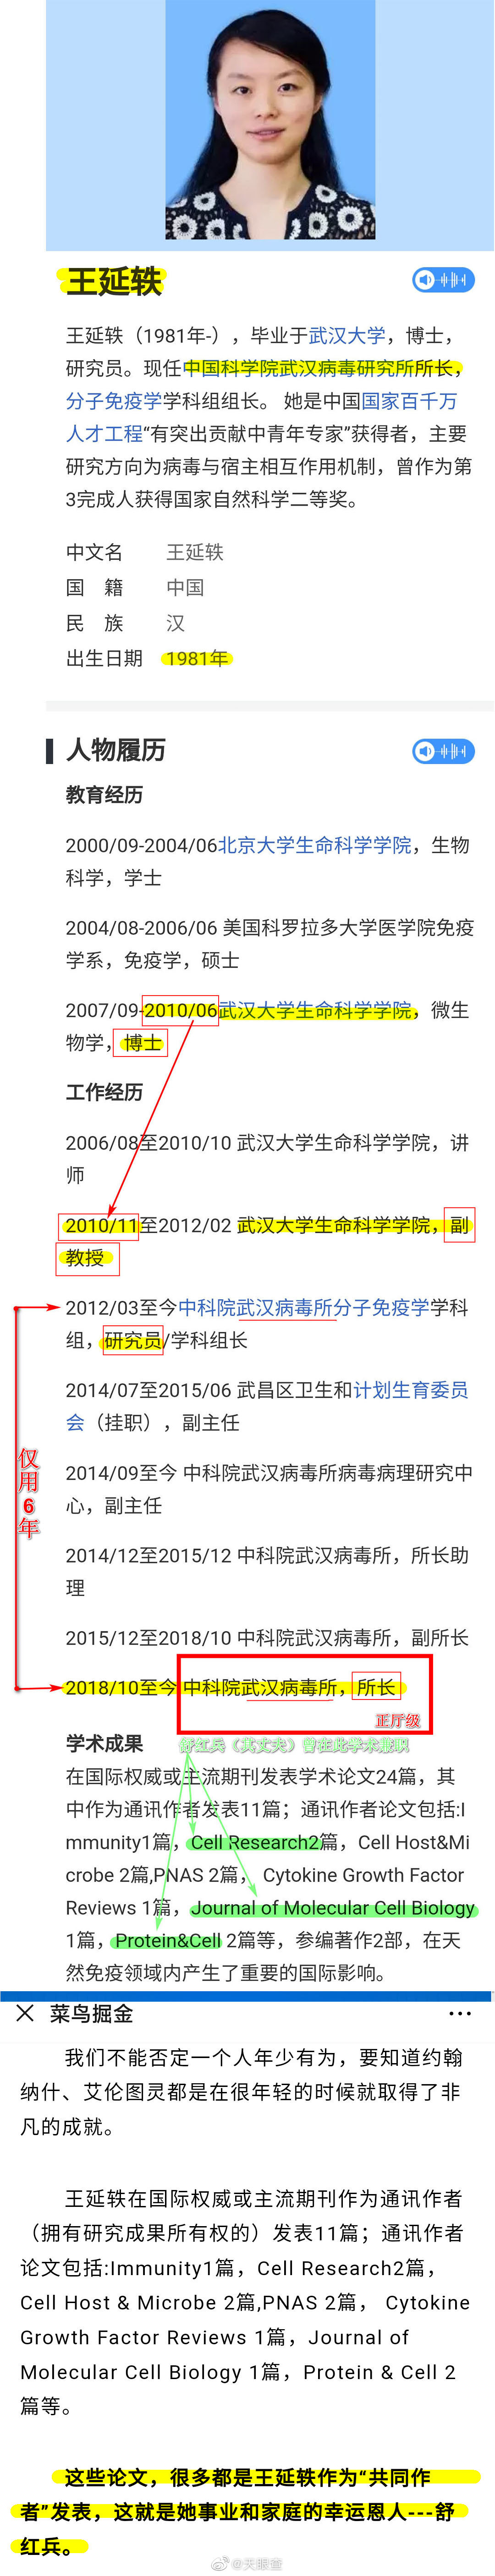 王延轶
王延轶（1981年-），毕业于武汉大学，博士，
研究员。现任中国科学院武汉病毒研究所所长，
分子免疫学学科组组长。 她是中国国家百千万
人才工程“有突出贡献中青年专家”获得者，主要
研究方向为病毒与宿主相互作用机制，曾作为第
3完成人获得国家自然科学二等奖。
中文名 王延轶
国 籍 中国
民 族 汉
出生日期 1981年
人物履历
教育经历
2000/09-2004/06北京大学生命科学学院，生物
科学，学士
2004/08-2006/06 美国科罗拉多大学医学院免疫
学系，免疫学，硕士
2007/09-2010/06武汉大学生命科学学院，微生
物学，博士
工作经历
2006/08至2010/10 武汉大学生命科学学院，讲
师
2010/11至2012/02 武汉大学生命科学学院，副
教授
2012/03至今中科院武汉病毒所分子免疫学学科
组，研究员/学科组长
2014/07至2015/06 武昌区卫生和计划生育委员
会（挂职），副主任
仅用6年
2014/09至今 中科院武汉病毒所病毒病理研究中
心，副主任
2014/12至2015/12 中科院武汉病毒所，所长助
理
2015/12至2018/10 中科院武汉病毒所，副所长
2018/10至今 中科院武汉病毒所，所长
正厅级
学术成果 舒红兵（其丈夫）曾在此学术兼职
在国际权威或主流期刊发表学术论文24篇，其
中作为通讯作者发表11篇；通讯作者论文包括:I
mmunity1篇，Cell Research2篇，Cell Host&Mi
crobe 2篇,PNAS 2篇， Cytokine Growth Factor
Reviews 1篇，Journal of Molecular Cell Biology
1篇，Protein&Cell 2篇等，参编著作2部，在天
然免疫领域内产生了重要的国际影响。
菜鸟掘金
我们不能否定一个人年少有为，要知道约翰
纳什、艾伦图灵都是在很年轻的时候就取得了非
凡的成就。
王延轶在国际权威或主流期刊作为通讯作者
（拥有研究成果所有权的）发表11篇；通讯作者
论文包括:Immunity1篇，Cell Research2篇，
Cell Host & Microbe 2篇,PNAS 2篇， Cytokine
Growth Factor Reviews 1篇，Journal of
Molecular Cell Biology 1篇，Protein & Cell 2
篇等。
这些论文，很多都是王延轶作为“共同作
者”发表，这就是她事业和家庭的幸运恩人---舒
红兵。
@天眼查